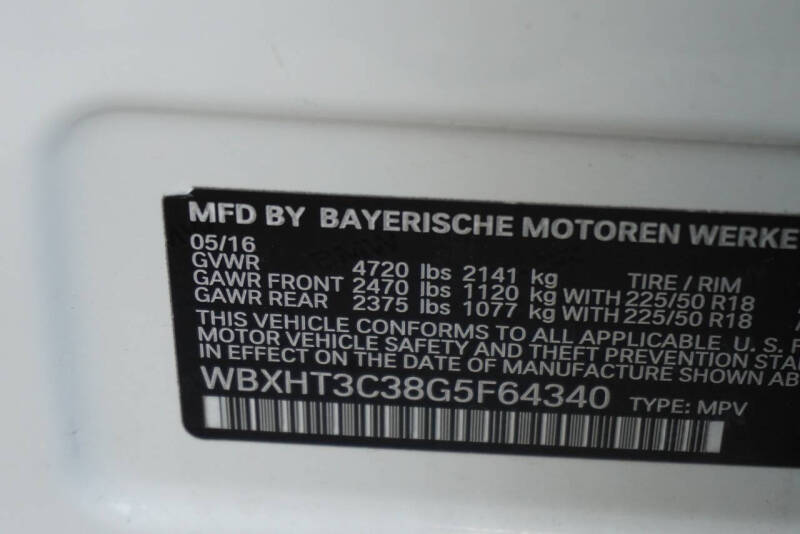 MFD BY BAYERISCHE MOTOREN WERKE
05/16
GVWR 4720 lbs 2141 kg TIRE / RIM
GAWR FRONT 2470 lbs 1120 kg WITH 225/50 R18
GAWR REAR 2375 lbs 1077 kg WITH 225/50 R18
THIS VEHICLE CONFORMS TO ALL APPLICABLE U. S. F
MOTOR VEHICLE SAFETY AND THEFT PREVENTION STA
IN EFFECT ON THE DATE OF MANUFACTURE SHOWN AB
WBXHT3C38G5F64340 TYPE: MPV